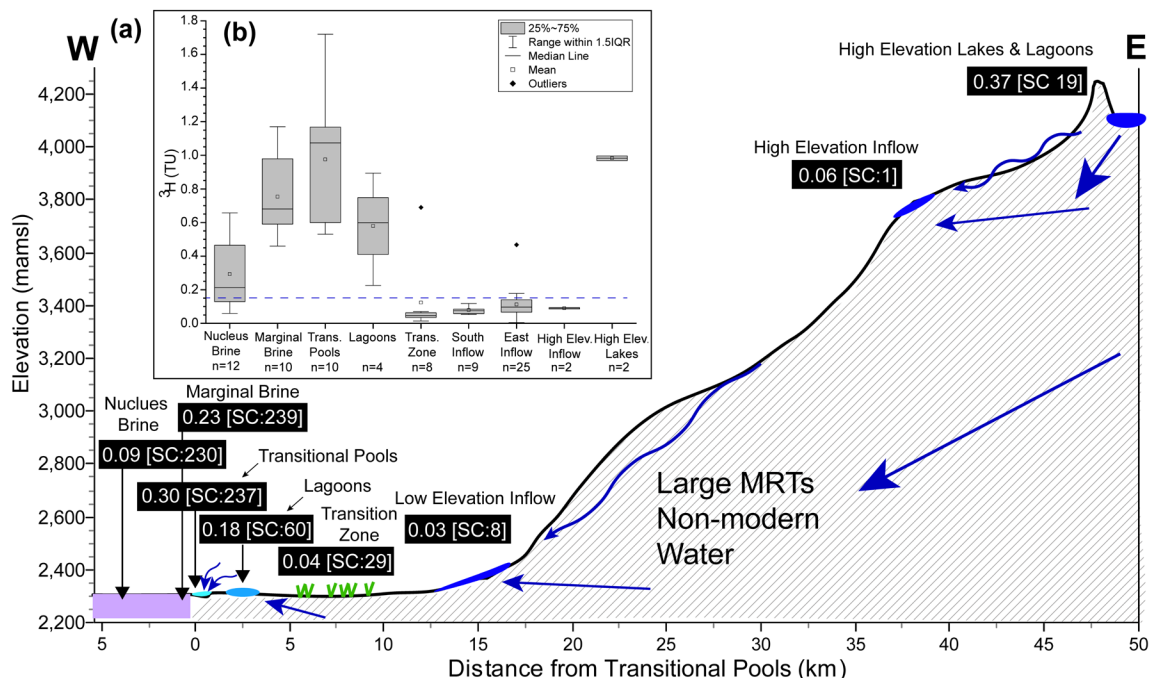 W
(a)
(b)
E
1.8
1.6
1.4
1.2
1.0
0.8
0.6
0.4
0.2
0.0
3H (TU)
25%~75%
Range within 1.5IQR
Median Line
Mean
Outliers
Nucleus
Brine
n=12
Marginal
Brine
n=10
Trans.
Pools
n=10
Lagoons
n=4
Trans.
Zone
n=8
South
Inflow
n=9
East
Inflow
n=25
High Elev.
Inflow
n=2
High Elev.
Lakes
n=2
High Elevation Lakes & Lagoons
0.37 [SC 19]
High Elevation Inflow
0.06 [SC:1]
Nuclues
Brine
0.09 [SC:230]
Marginal Brine
0.23 [SC:239]
Transitional Pools
0.30 [SC:237]
Lagoons
0.18 [SC:60]
Transition
Zone
0.04 [SC:29]
Low Elevation Inflow
0.03 [SC:8]
Large MRTs
Non-modern
Water
Elevation (mamsl)
4,200
4,000
3,800
3,600
3,400
3,200
3,000
2,800
2,600
2,400
2,200
5
0
5
10
15
20
25
30
35
40
45
50
Distance from Transitional Pools (km)